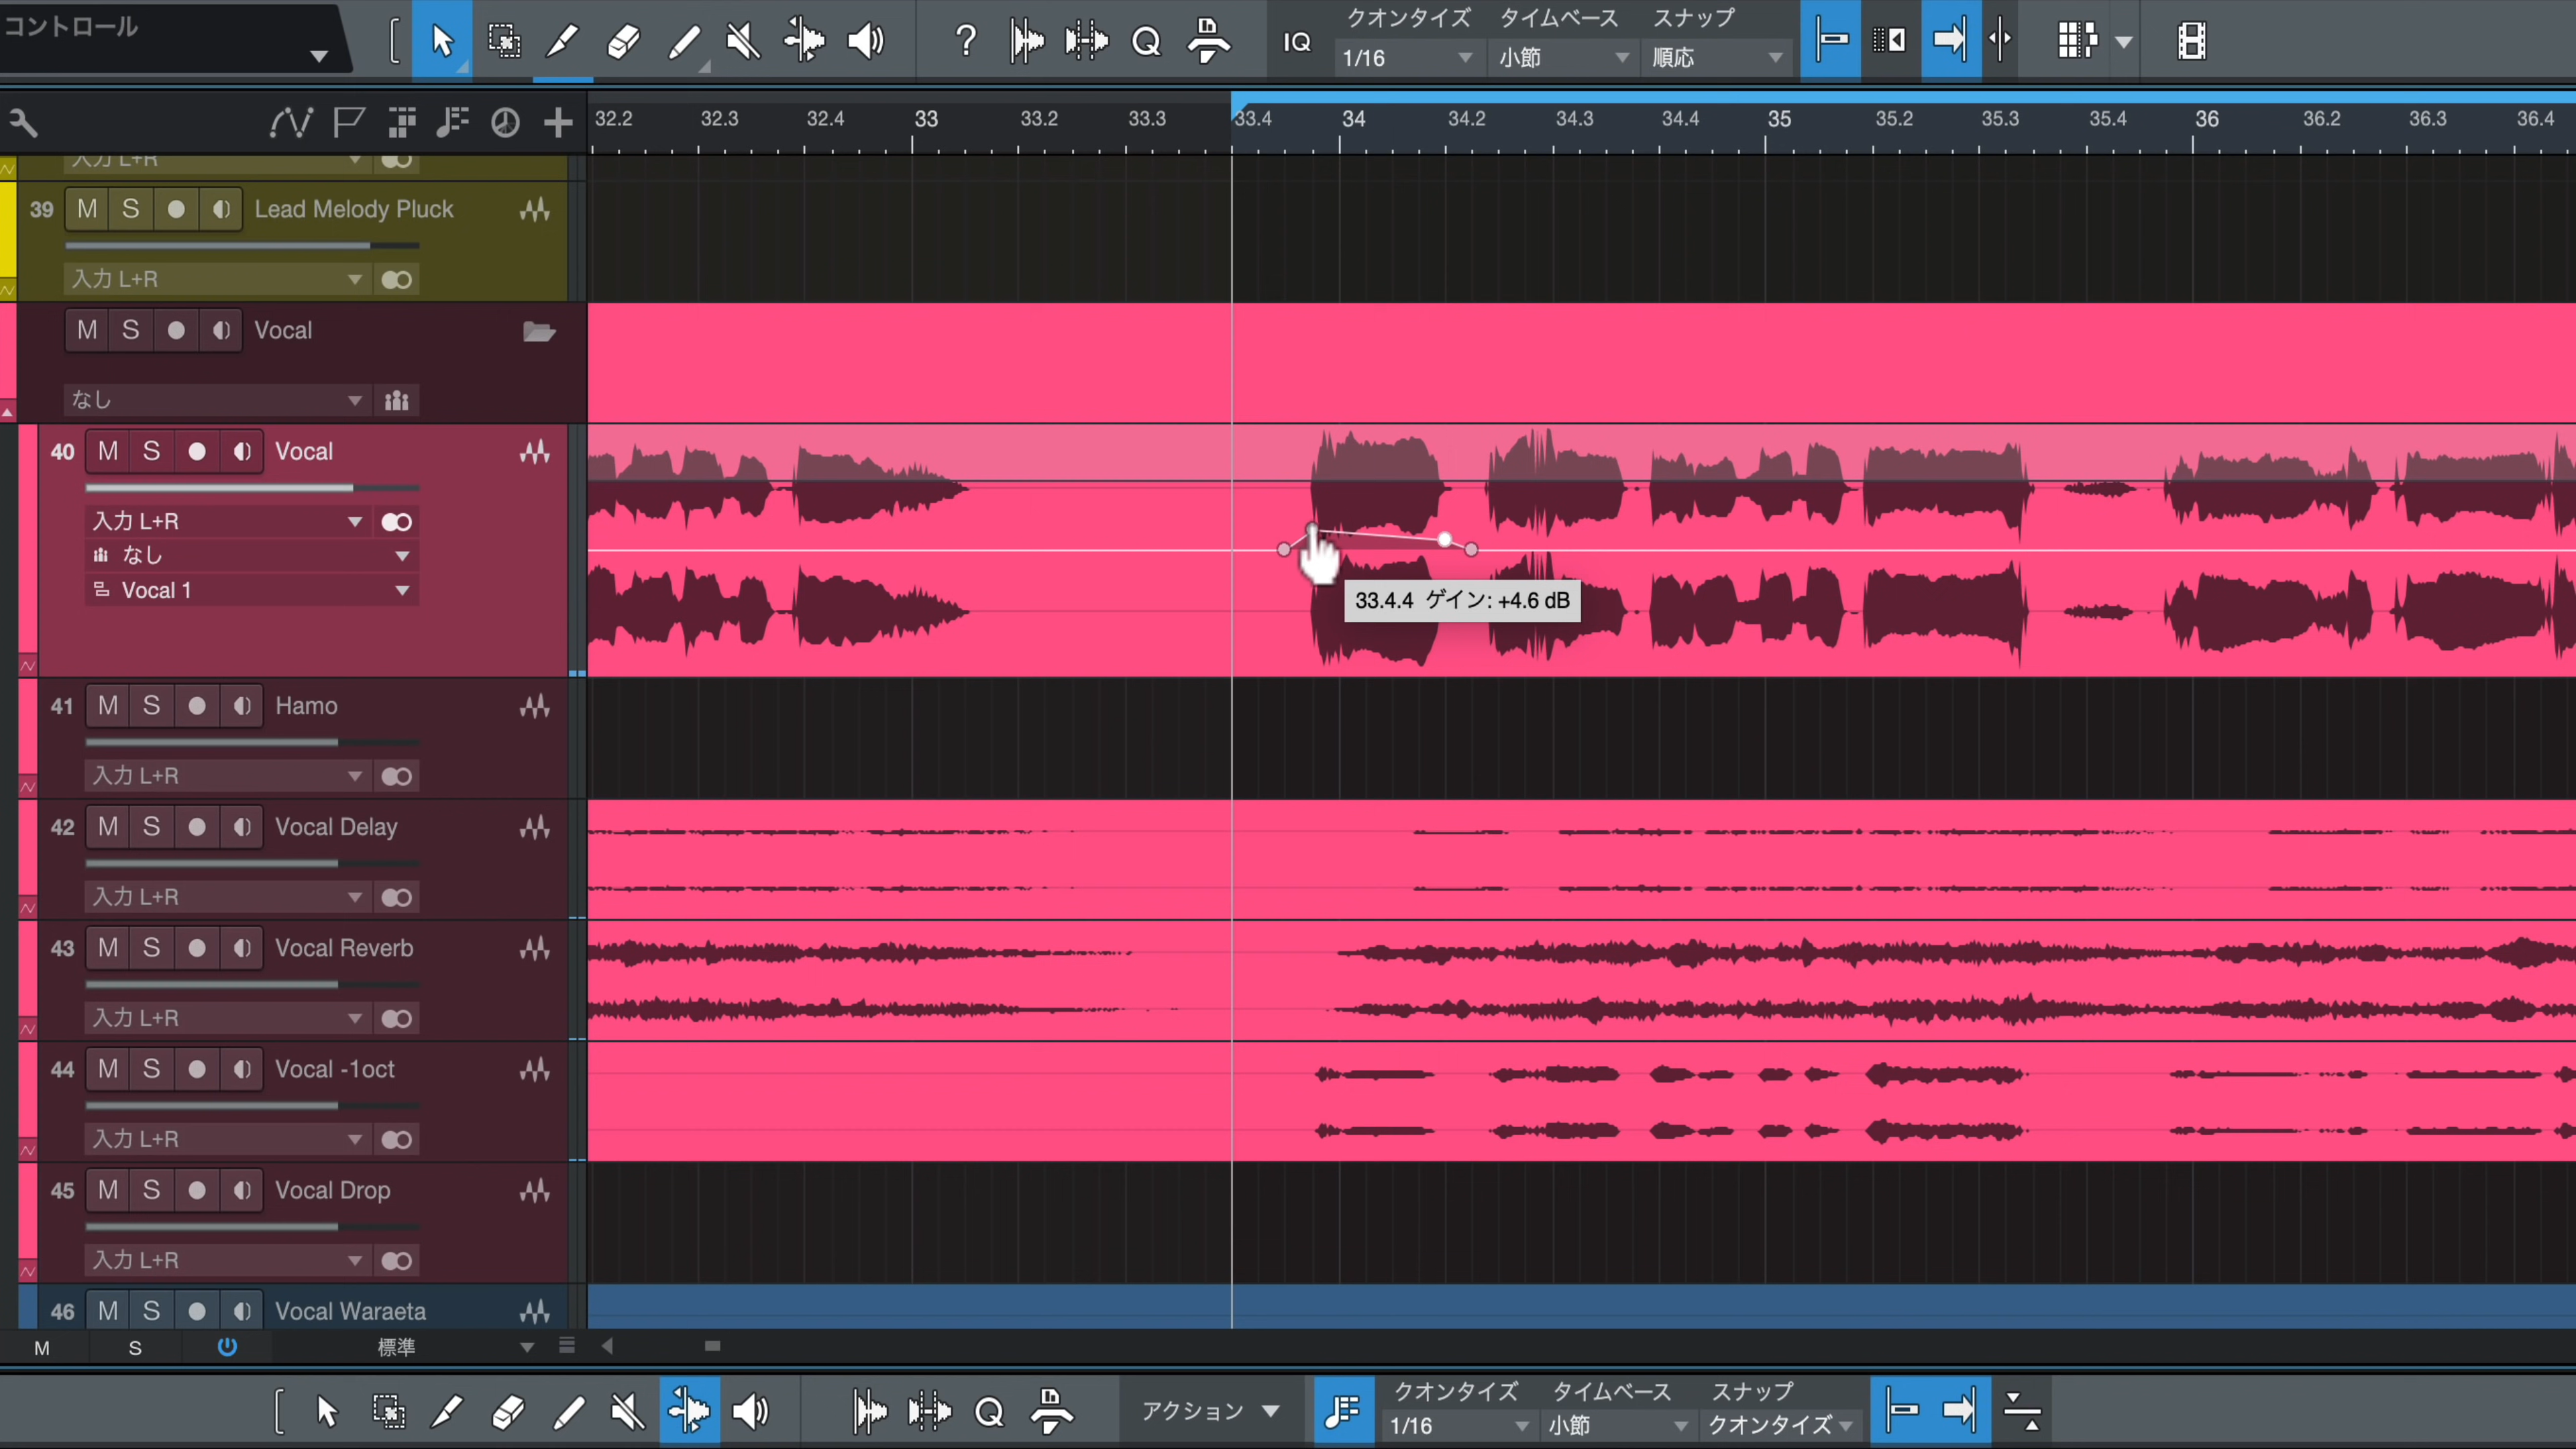 コントロール
IQ
クオンタイズ タイムベース スナップ
1/16 小節 順応
32.2 32.3 32.4 33 33.2 33.3 33.4 34 34.2 34.3 34.4 35 35.2 35.3 35.4 36 36.2 36.3 36.4
入力 L+R
39 M S Lead Melody Pluck
入力 L+R
M S Vocal
なし
40 M S Vocal
入力 L+R
なし
Vocal 1
33.4.4 ゲイン: +4.6 dB
41 M S Hamo
入力 L+R
42 M S Vocal Delay
入力 L+R
43 M S Vocal Reverb
入力 L+R
44 M S Vocal -1oct
入力 L+R
45 M S Vocal Drop
入力 L+R
46 M S Vocal Waraeta
M S 標準
アクション
クオンタイズ タイムベース スナップ
1/16 小節 クオンタイズ